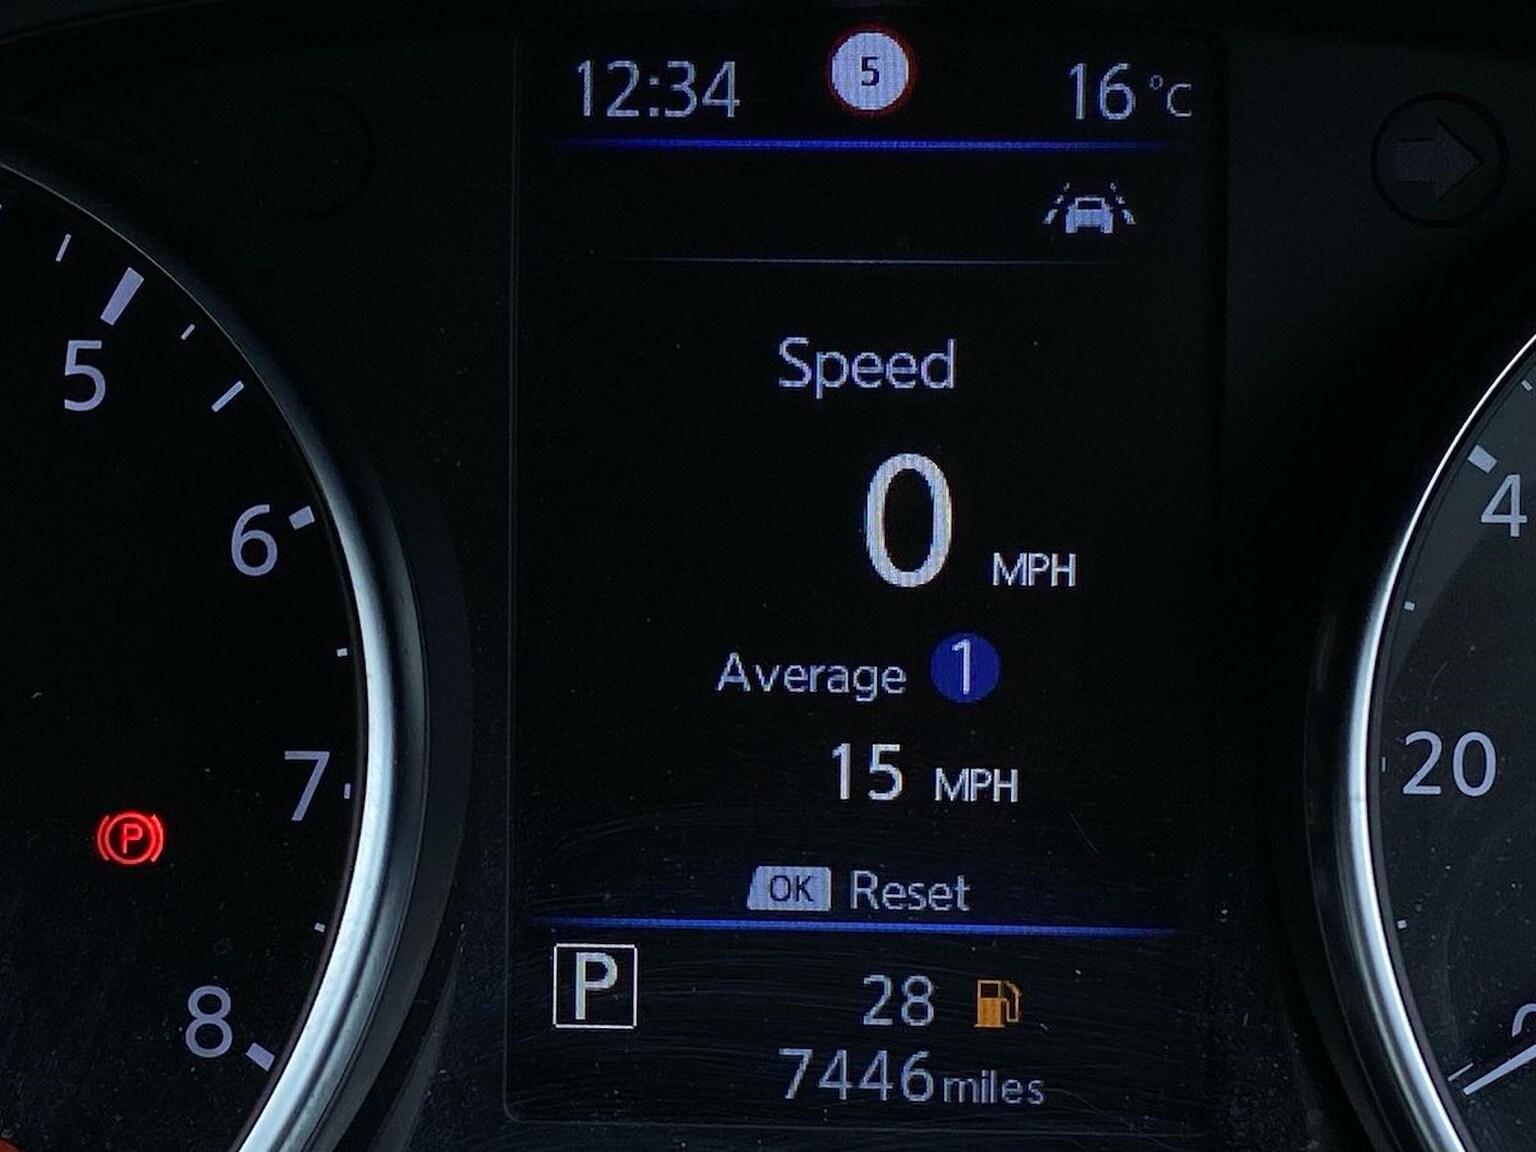 12:34 5 16 °C
Speed
0 MPH
Average 1
15 MPH
OK Reset
P 28
7446 miles
5
6
7
8
P
4
20
2